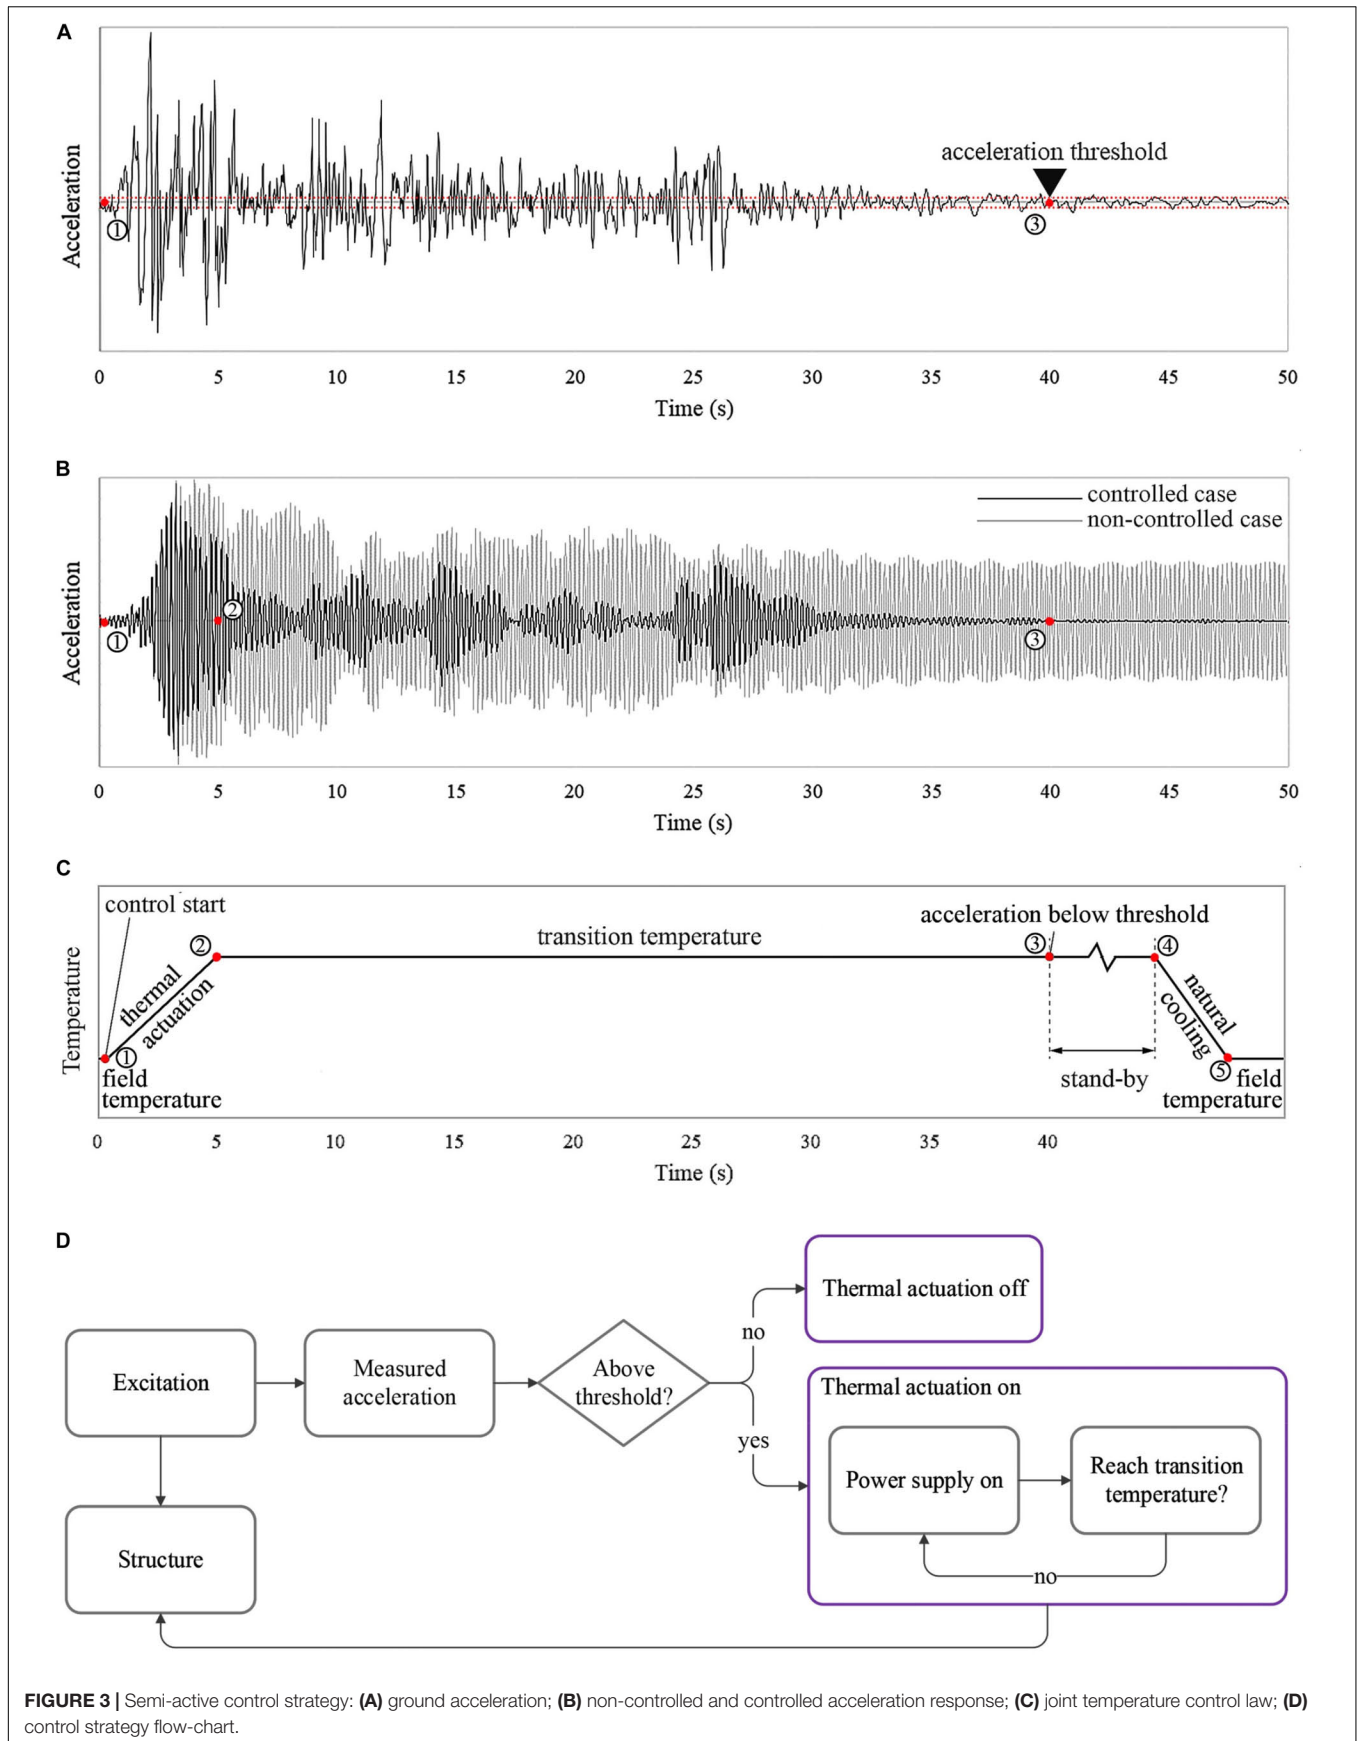 A
acceleration threshold
①
③
Acceleration
0 5 10 15 20 25 30 35 40 45 50
Time (s)
B
controlled case
non-controlled case
①
②
③
Acceleration
0 5 10 15 20 25 30 35 40 45 50
Time (s)
C
control start
acceleration below threshold
② transition temperature ③ ④
thermal
actuation
natural
cooling
Temperature
①
field
temperature
stand-by
⑤ field
temperature
0 5 10 15 20 25 30 35 40
Time (s)
D
Thermal actuation off
no
Excitation
Measured
acceleration
Above
threshold?
yes
Thermal actuation on
Power supply on
Reach transition
temperature?
no
Structure
FIGURE 3 | Semi-active control strategy: (A) ground acceleration; (B) non-controlled and controlled acceleration response; (C) joint temperature control law; (D)
control strategy flow-chart.